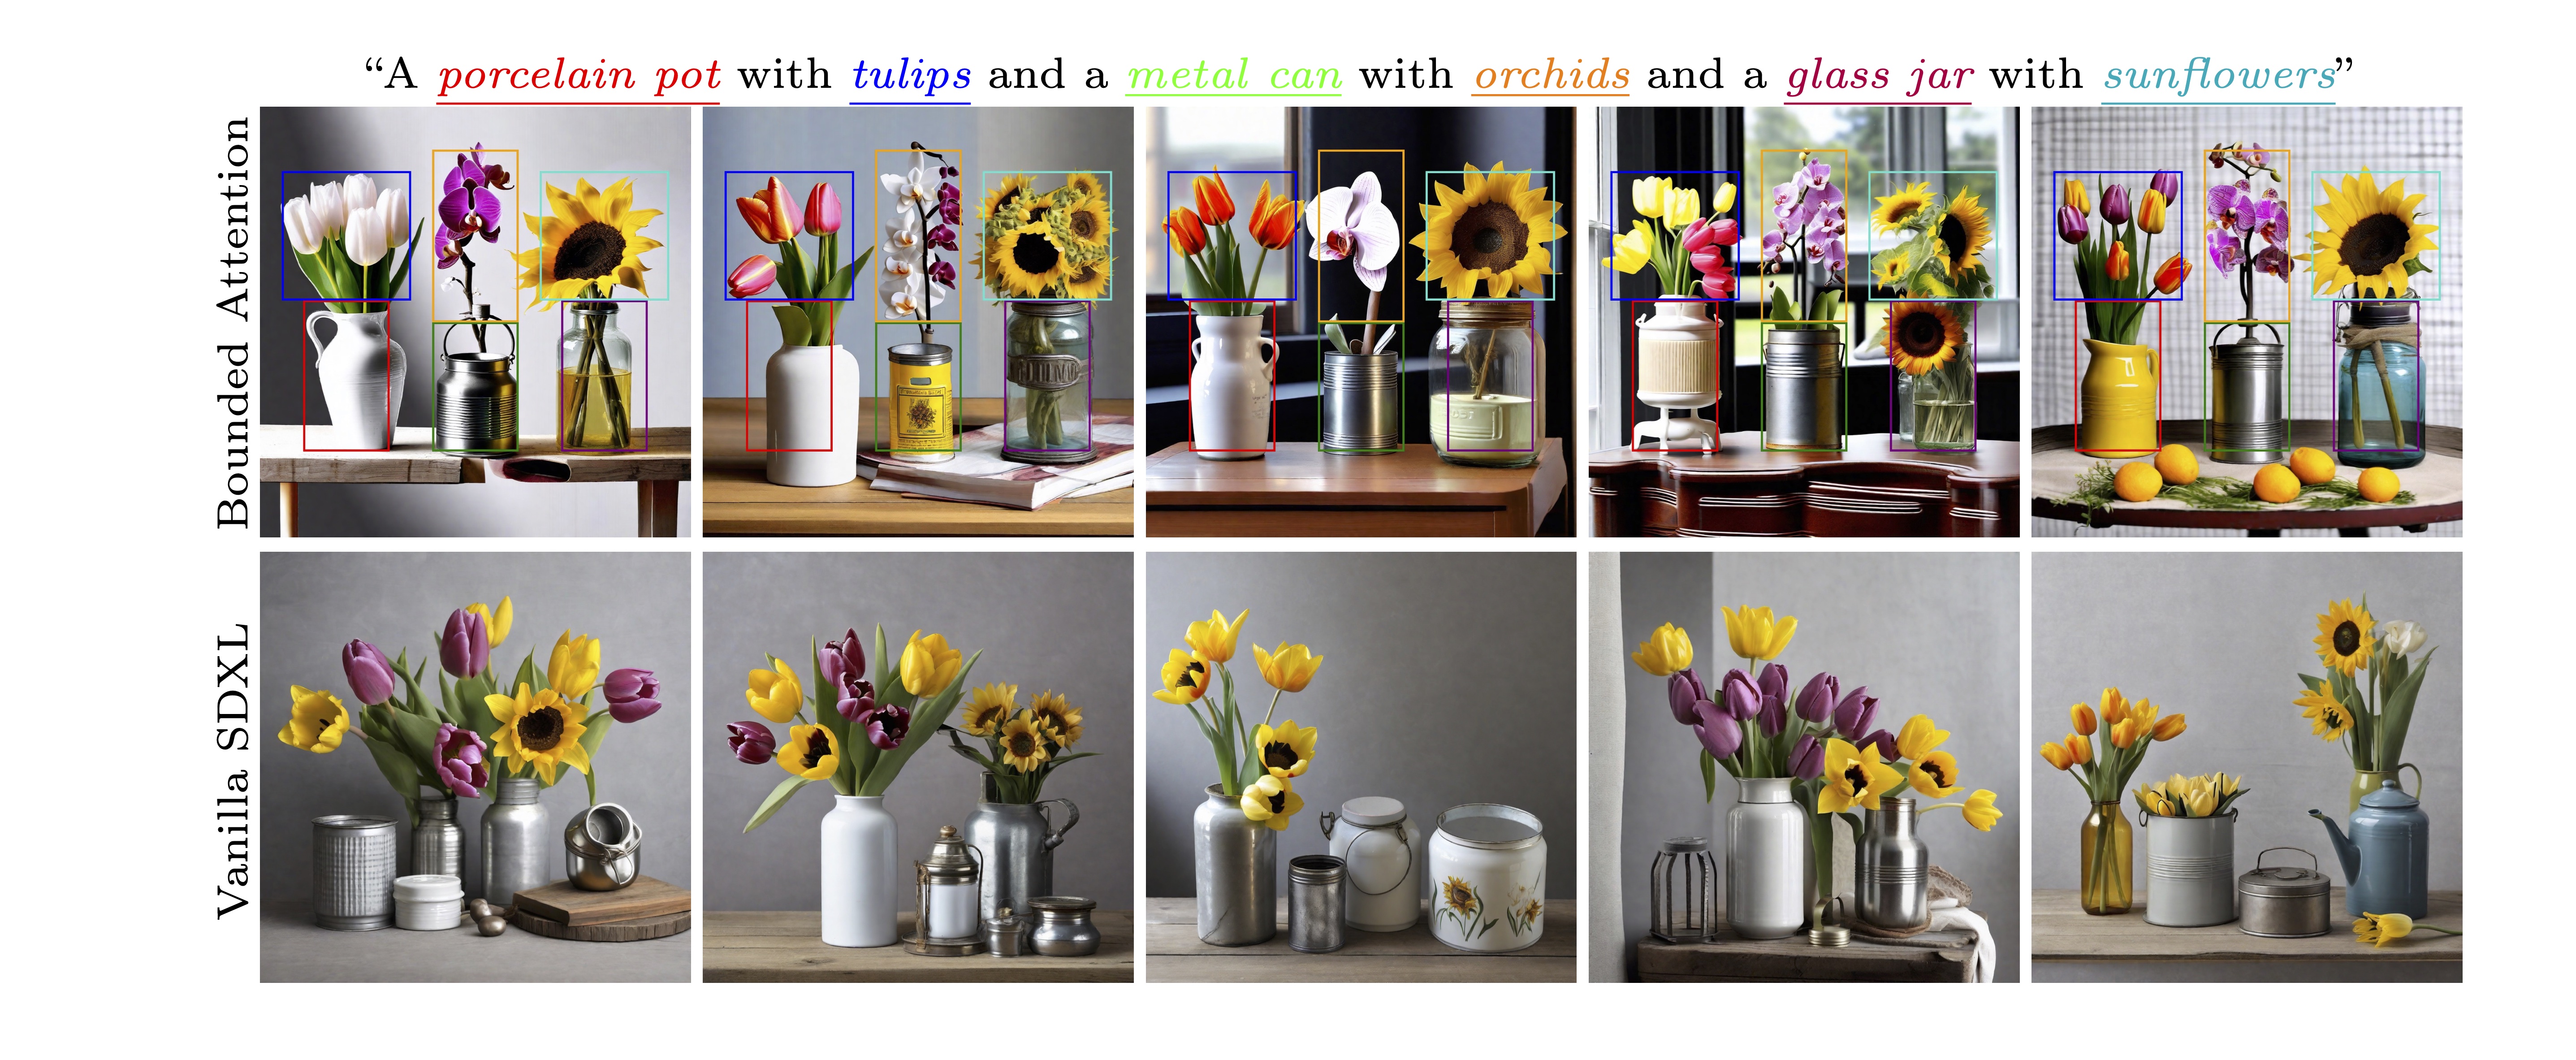 “A porcelain pot with tulips and a metal can with orchids and a glass jar with sunflowers”
Bounded Attention
Vanilla SDXL